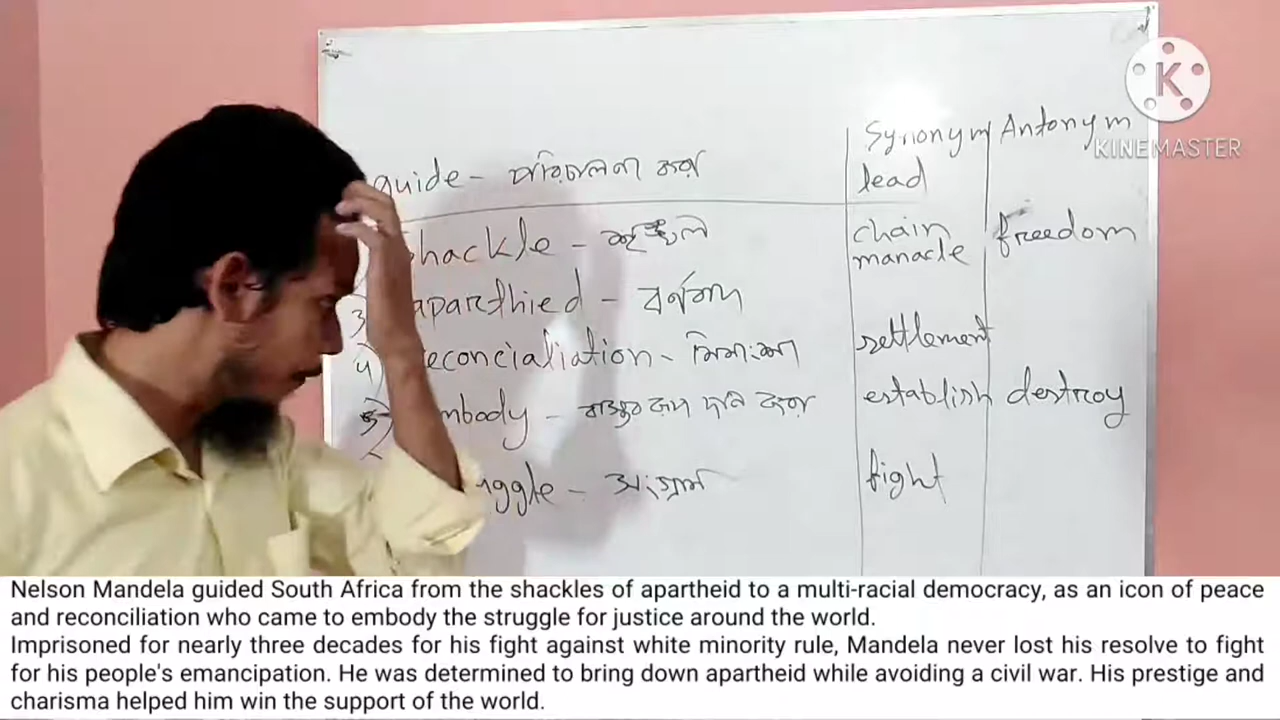 Synonym Antonym
guide - পরিচালনা করা lead
hackle - শৃঙ্খল chain manacle freedom
3) aparthied - বর্ণবাদ
4) econcialiation - মিমাংসা settlement
5) mbody - বাস্তব রূপ দান করা establish destroy
uggle - সংগ্রাম fight
K
KINEMASTER
Nelson Mandela guided South Africa from the shackles of apartheid to a multi-racial democracy, as an icon of peace
and reconciliation who came to embody the struggle for justice around the world.
Imprisoned for nearly three decades for his fight against white minority rule, Mandela never lost his resolve to fight
for his people's emancipation. He was determined to bring down apartheid while avoiding a civil war. His prestige and
charisma helped him win the support of the world.